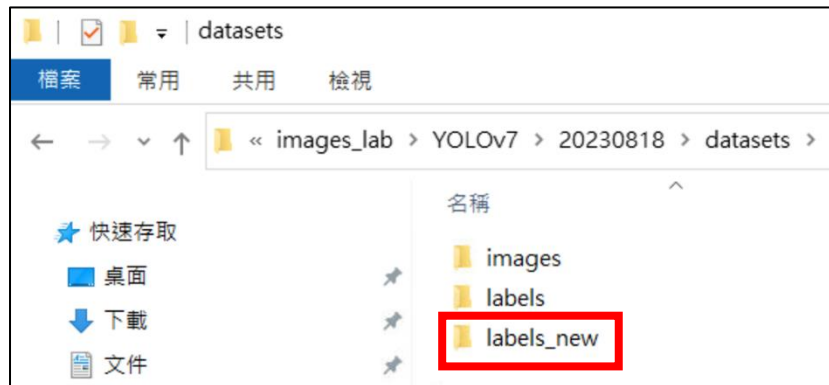 datasets
檔案 常用 共用 檢視
« images_lab > YOLOv7 > 20230818 > datasets >
名稱
快速存取
images
桌面
labels
下載
labels_new
文件